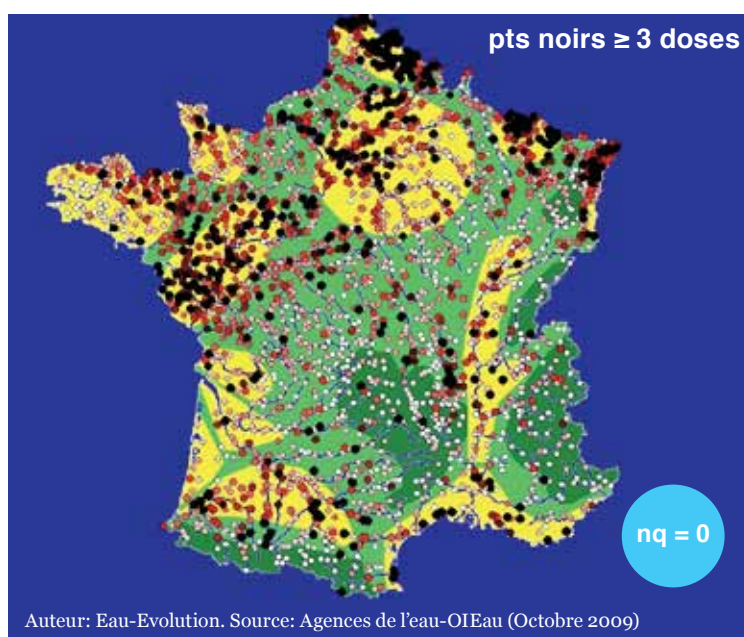 pts noirs ≥ 3 doses
nq = 0
Auteur: Eau-Evolution. Source: Agences de l'eau-OIEau (Octobre 2009)